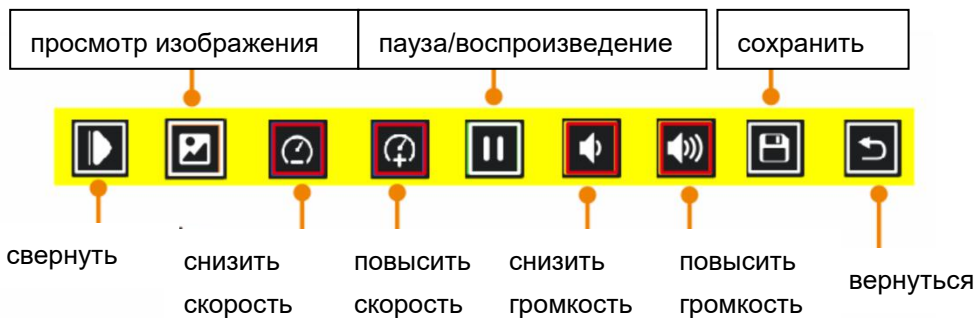 просмотр изображения
пауза/воспроизведение
сохранить
свернуть
снизить
скорость
повысить
скорость
снизить
громкость
повысить
громкость
вернуться